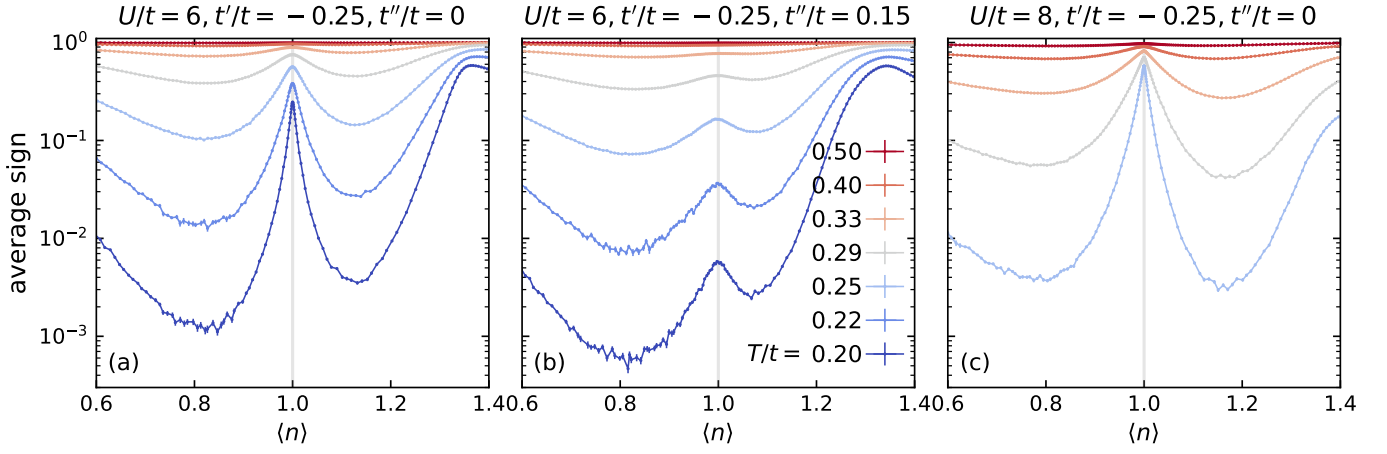 U/t = 6, t′/t = −0.25, t″/t = 0
U/t = 6, t′/t = −0.25, t″/t = 0.15
U/t = 8, t′/t = −0.25, t″/t = 0
average sign
10⁰
10⁻¹
10⁻²
10⁻³
0.50
0.40
0.33
0.29
0.25
0.22
T/t = 0.20
(a)
(b)
(c)
0.6 0.8 1.0 1.2 1.4
0.6 0.8 1.0 1.2 1.4
0.6 0.8 1.0 1.2 1.4
⟨n⟩
⟨n⟩
⟨n⟩